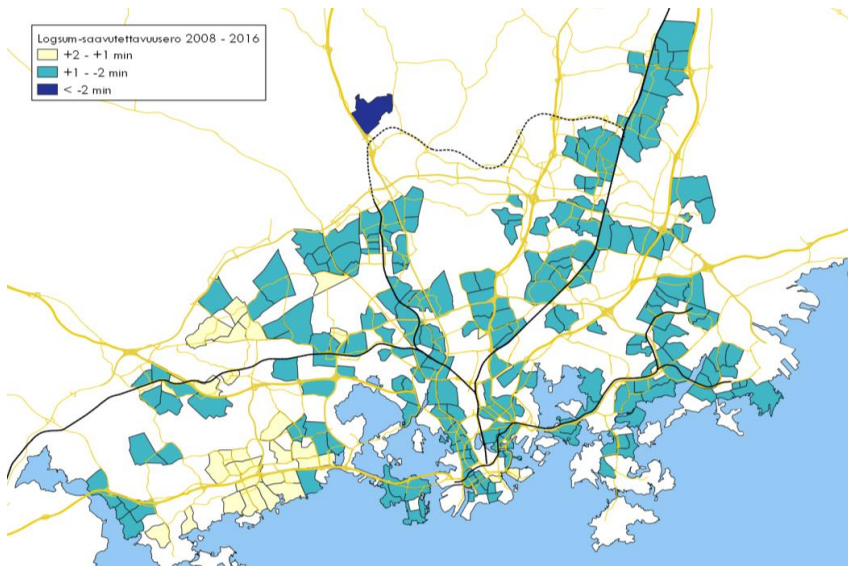 Logsum-saavutettavuusero 2008 - 2016
+2 - +1 min
+1 - -2 min
< -2 min